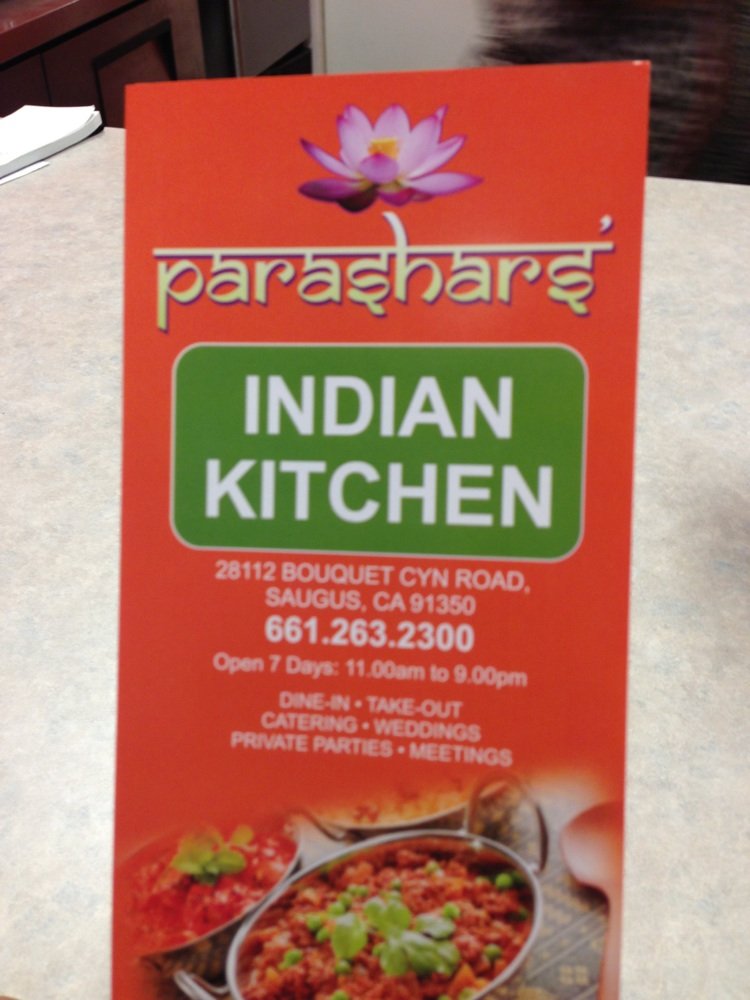 parashars'
INDIAN
KITCHEN
28112 BOUQUET CYN ROAD,
SAUGUS, CA 91350
661.263.2300
Open 7 Days: 11.00am to 9.00pm
DINE-IN • TAKE-OUT
CATERING • WEDDINGS
PRIVATE PARTIES • MEETINGS